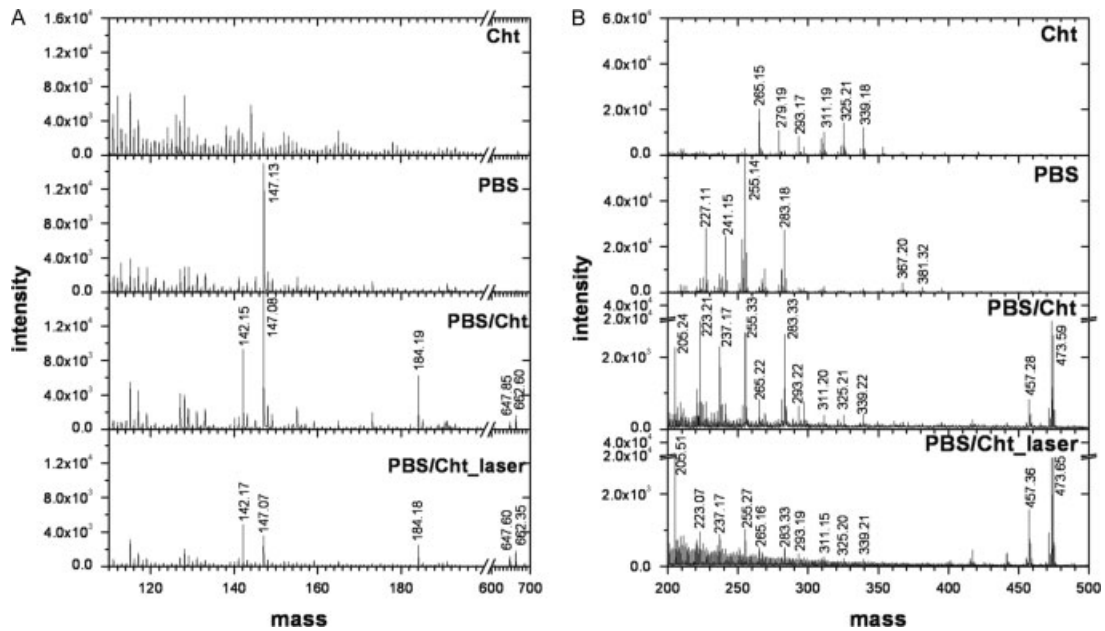 A
intensity
1.6x10⁴
1.2x10⁴
8.0x10³
4.0x10³
0.0
Cht
1.2x10⁴
8.0x10³
4.0x10³
0.0
PBS
147.13
1.2x10⁴
8.0x10³
4.0x10³
0.0
PBS/Cht
142.15
147.08
184.19
647.85
662.60
1.2x10⁴
8.0x10³
4.0x10³
0.0
PBS/Cht_laser
142.17
147.07
184.18
647.60
662.35
120 140 160 180 600 700
mass
B
intensity
6.0x10⁴
4.0x10⁴
2.0x10⁴
0.0
Cht
265.15
279.19
293.17
311.19
325.21
339.18
4.0x10⁴
2.0x10⁴
0.0
PBS
227.11
241.15
255.14
283.18
367.20
381.32
4.0x10⁴
2.0x10⁴
2.0x10³
0.0
PBS/Cht
205.24
223.21
237.17
255.33
265.22
283.33
293.22
311.20
325.21
339.22
457.28
473.59
4.0x10⁴
2.0x10⁴
2.0x10³
0.0
PBS/Cht_laser
205.51
223.07
237.17
255.27
265.16
283.33
293.19
311.15
325.20
339.21
457.36
473.65
200 250 300 350 400 450 500
mass